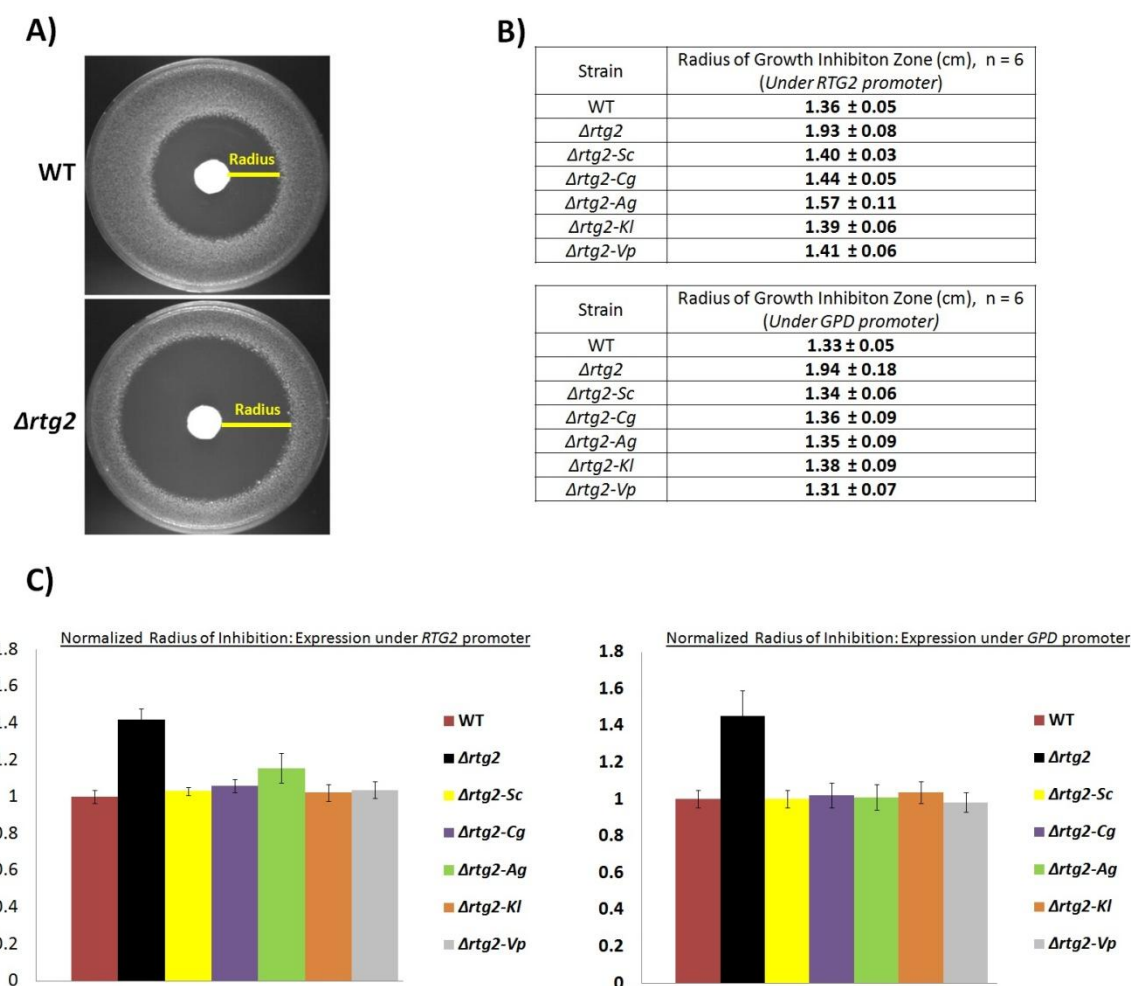 A)
WT
Radius
Δrtg2
Radius
B)
Strain Radius of Growth Inhibiton Zone (cm), n = 6
(Under RTG2 promoter)
WT 1.36 ± 0.05
Δrtg2 1.93 ± 0.08
Δrtg2-Sc 1.40 ± 0.03
Δrtg2-Cg 1.44 ± 0.05
Δrtg2-Ag 1.57 ± 0.11
Δrtg2-Kl 1.39 ± 0.06
Δrtg2-Vp 1.41 ± 0.06
Strain Radius of Growth Inhibiton Zone (cm), n = 6
(Under GPD promoter)
WT 1.33 ± 0.05
Δrtg2 1.94 ± 0.18
Δrtg2-Sc 1.34 ± 0.06
Δrtg2-Cg 1.36 ± 0.09
Δrtg2-Ag 1.35 ± 0.09
Δrtg2-Kl 1.38 ± 0.09
Δrtg2-Vp 1.31 ± 0.07
C)
Normalized Radius of Inhibition: Expression under RTG2 promoter
1.8
1.6
1.4
1.2
1
0.8
0.6
0.4
0.2
0
WT
Δrtg2
Δrtg2-Sc
Δrtg2-Cg
Δrtg2-Ag
Δrtg2-Kl
Δrtg2-Vp
Normalized Radius of Inhibition: Expression under GPD promoter
1.8
1.6
1.4
1.2
1
0.8
0.6
0.4
0.2
0
WT
Δrtg2
Δrtg2-Sc
Δrtg2-Cg
Δrtg2-Ag
Δrtg2-Kl
Δrtg2-Vp